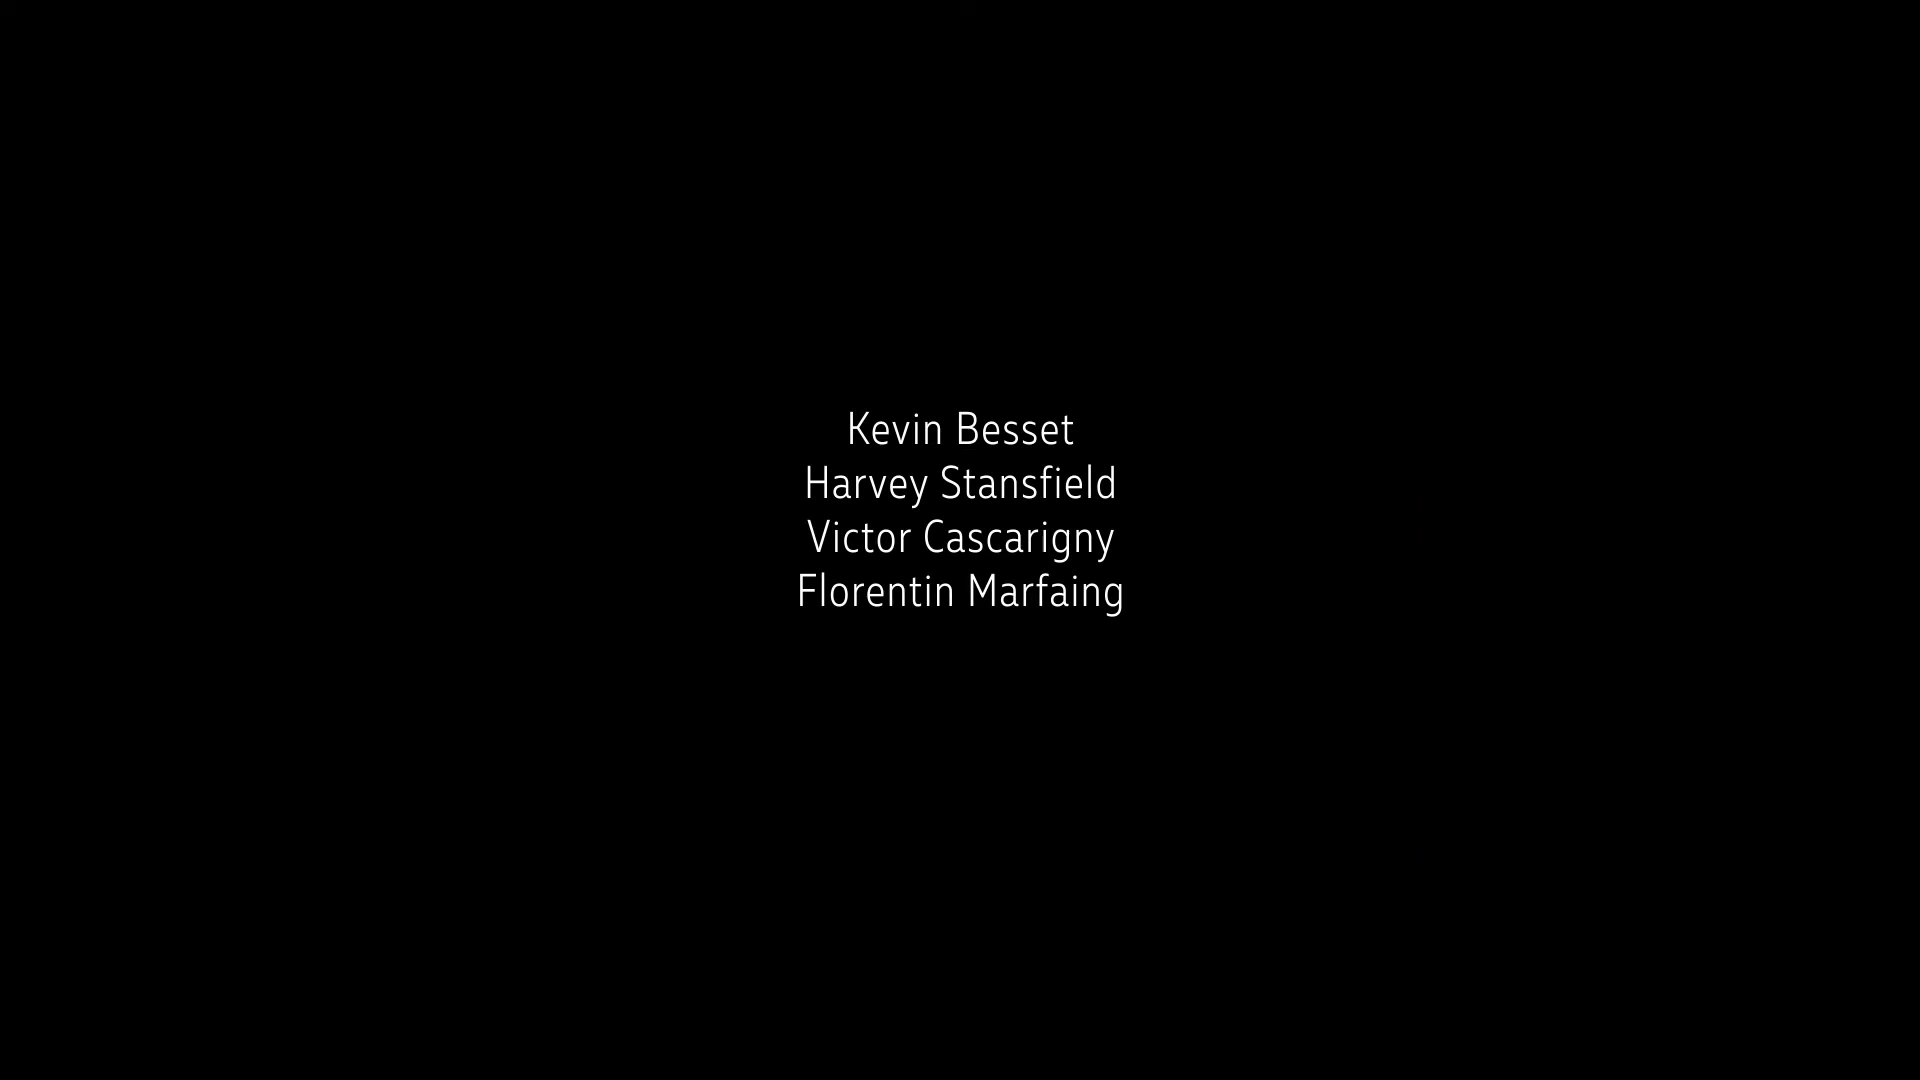 Kevin Besset
Harvey Stansfield
Victor Cascarigny
Florentin Marfaing